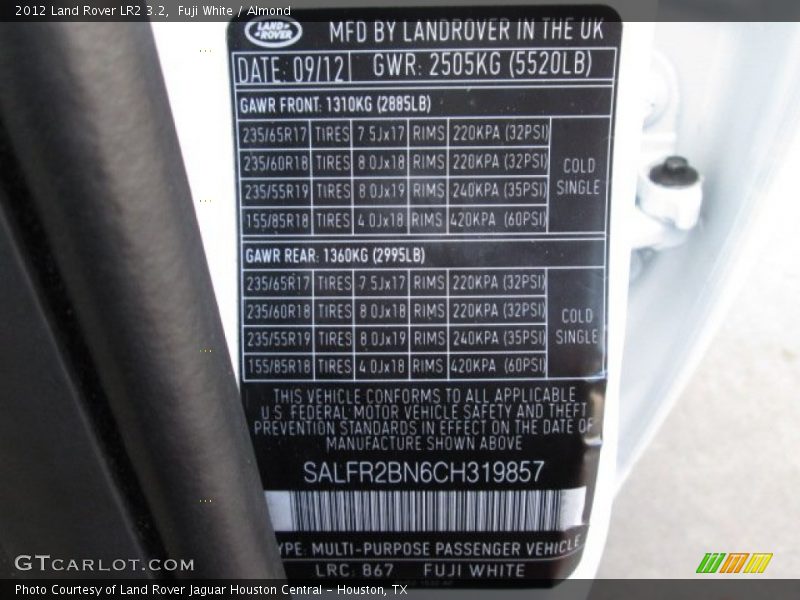 2012 Land Rover LR2 3.2, Fuji White / Almond
LAND-
ROVER
MFD BY LANDROVER IN THE UK
DATE: 09/12 GWR: 2505KG (5520LB)
GAWR FRONT: 1310KG (2885LB)
235/65R17 TIRES 7.5Jx17 RIMS 220KPA (32PSI)
235/60R18 TIRES 8.0Jx18 RIMS 220KPA (32PSI)
235/55R19 TIRES 8.0Jx19 RIMS 240KPA (35PSI)
155/85R18 TIRES 4.0Jx18 RIMS 420KPA (60PSI)
COLD
SINGLE
GAWR REAR: 1360KG (2995LB)
235/65R17 TIRES 7.5Jx17 RIMS 220KPA (32PSI)
235/60R18 TIRES 8.0Jx18 RIMS 220KPA (32PSI)
235/55R19 TIRES 8.0Jx19 RIMS 240KPA (35PSI)
155/85R18 TIRES 4.0Jx18 RIMS 420KPA (60PSI)
COLD
SINGLE
THIS VEHICLE CONFORMS TO ALL APPLICABLE
U.S. FEDERAL MOTOR VEHICLE SAFETY AND THEFT
PREVENTION STANDARDS IN EFFECT ON THE DATE OF
MANUFACTURE SHOWN ABOVE
SALFR2BN6CH319857
YPE: MULTI-PURPOSE PASSENGER VEHICLE
LRC: 867 FUJI WHITE
GTCARLOT.COM
Photo Courtesy of Land Rover Jaguar Houston Central - Houston, TX